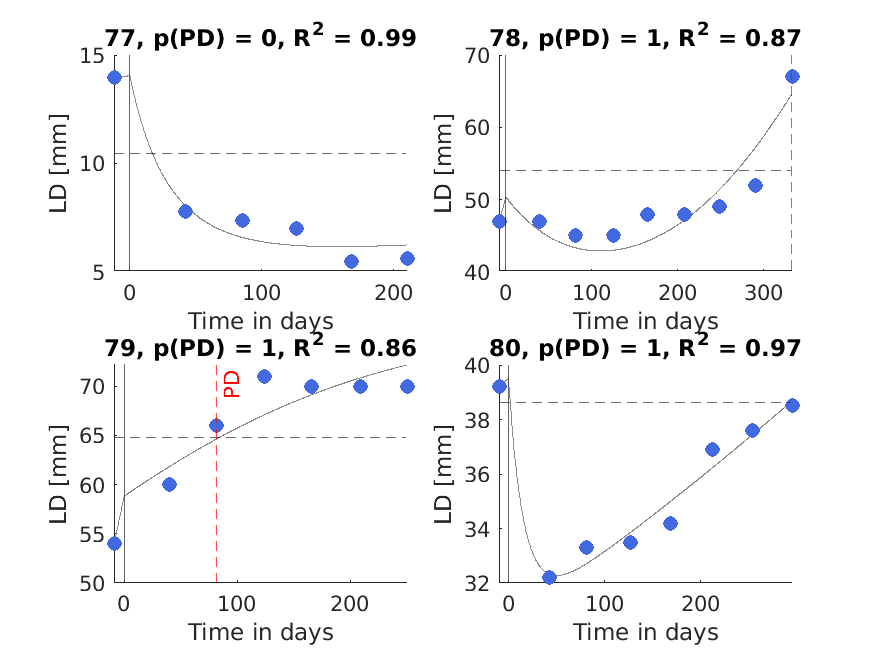 77, p(PD) = 0, R² = 0.99
15
10
5
LD [mm]
0
100
200
Time in days
78, p(PD) = 1, R² = 0.87
70
60
50
40
LD [mm]
0
100
200
300
Time in days
79, p(PD) = 1, R² = 0.86
70
65
60
55
50
LD [mm]
PD
0
100
200
Time in days
80, p(PD) = 1, R² = 0.97
40
38
36
34
32
LD [mm]
0
100
200
Time in days